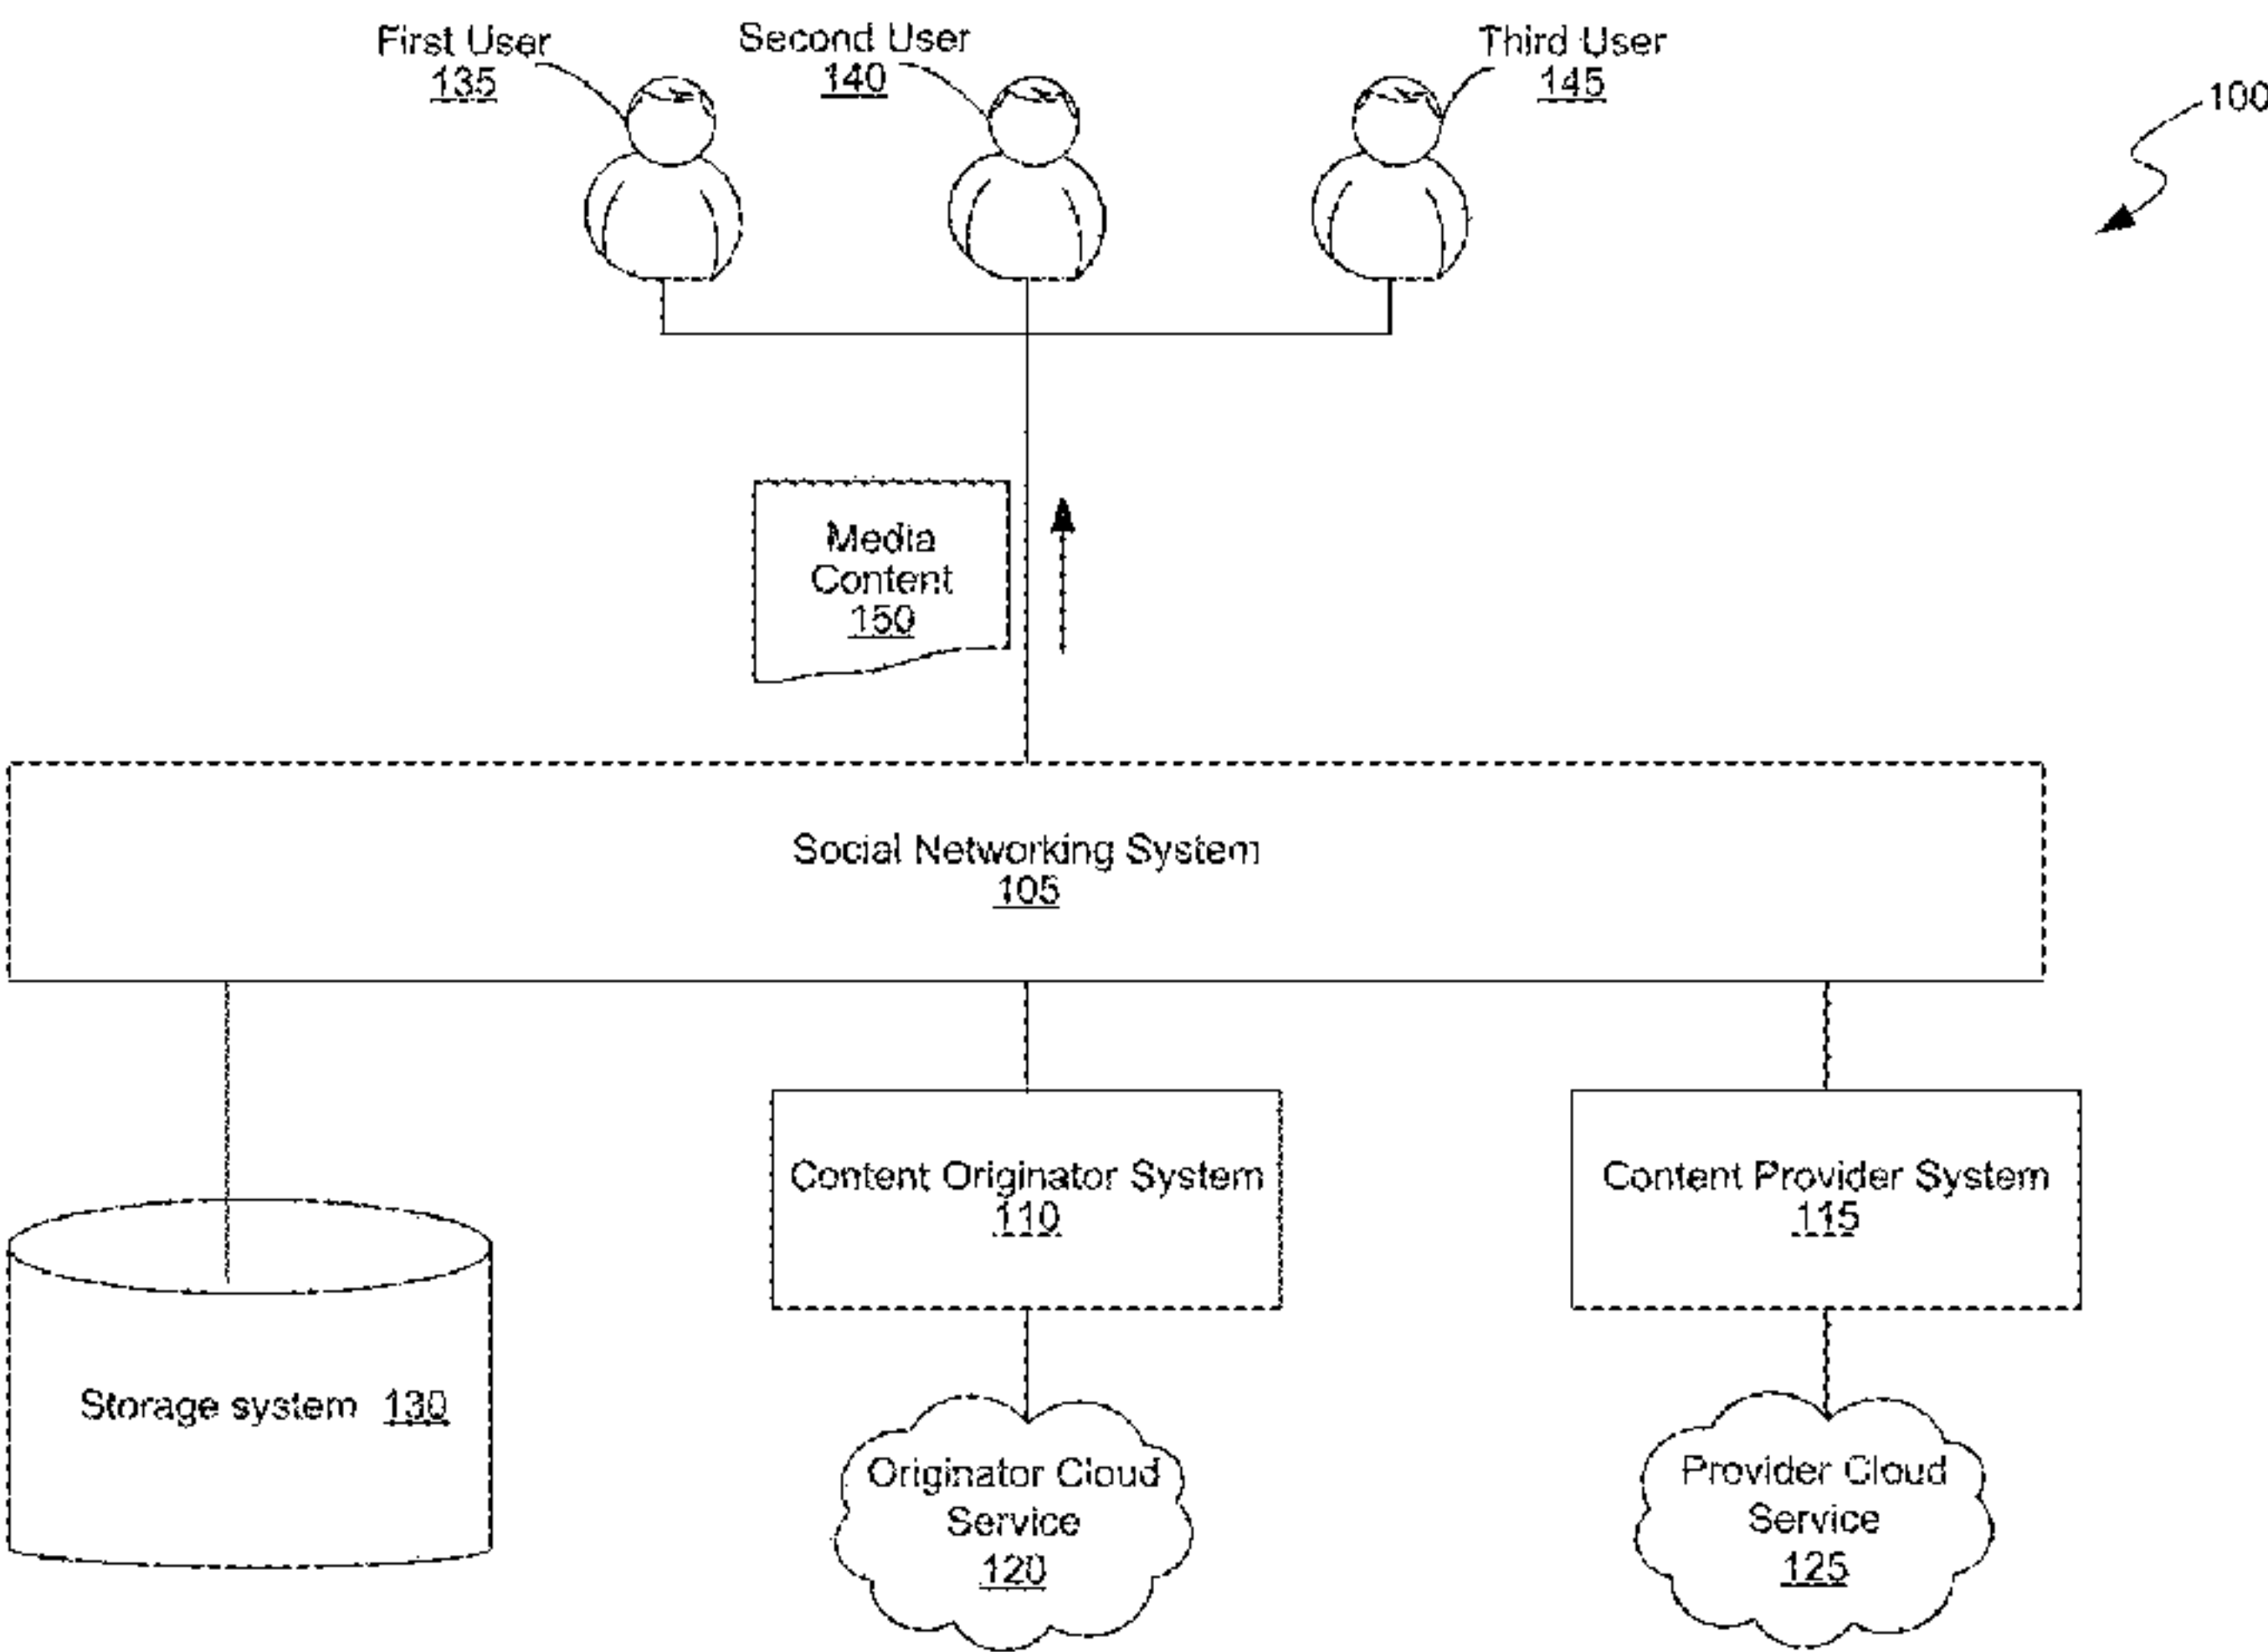 First User
135
Second User
140
Third User
145
100
Media
Content
150
Social Networking System
105
Content Originator System
110
Content Provider System
115
Storage system 130
Originator Cloud
Service
120
Provider Cloud
Service
125